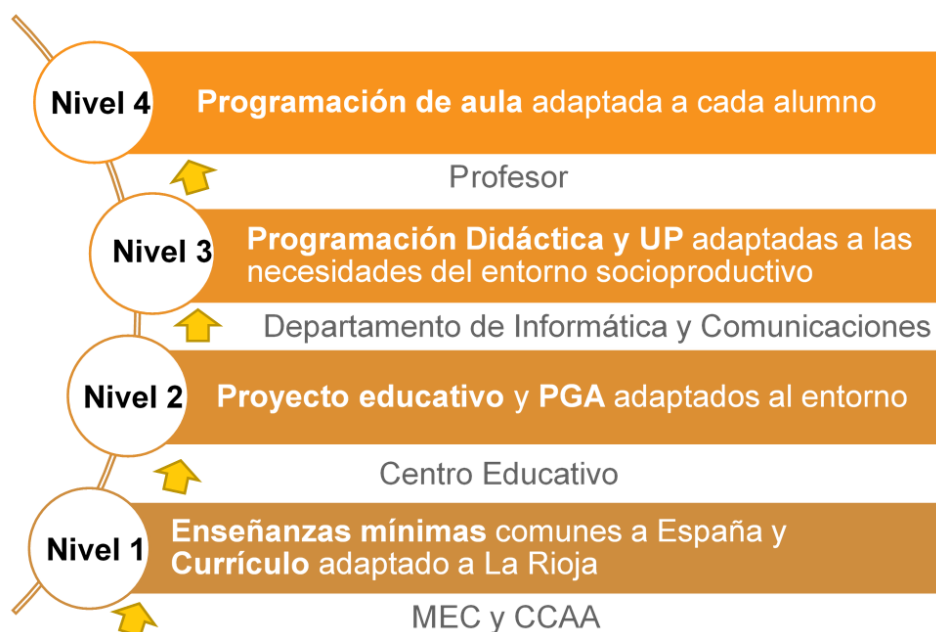 Nivel 4
Programación de aula adaptada a cada alumno
Profesor
Nivel 3
Programación Didáctica y UP adaptadas a las
necesidades del entorno socioproductivo
Departamento de Informática y Comunicaciones
Nivel 2
Proyecto educativo y PGA adaptados al entorno
Centro Educativo
Nivel 1
Enseñanzas mínimas comunes a España y
Currículo adaptado a La Rioja
MEC y CCAA